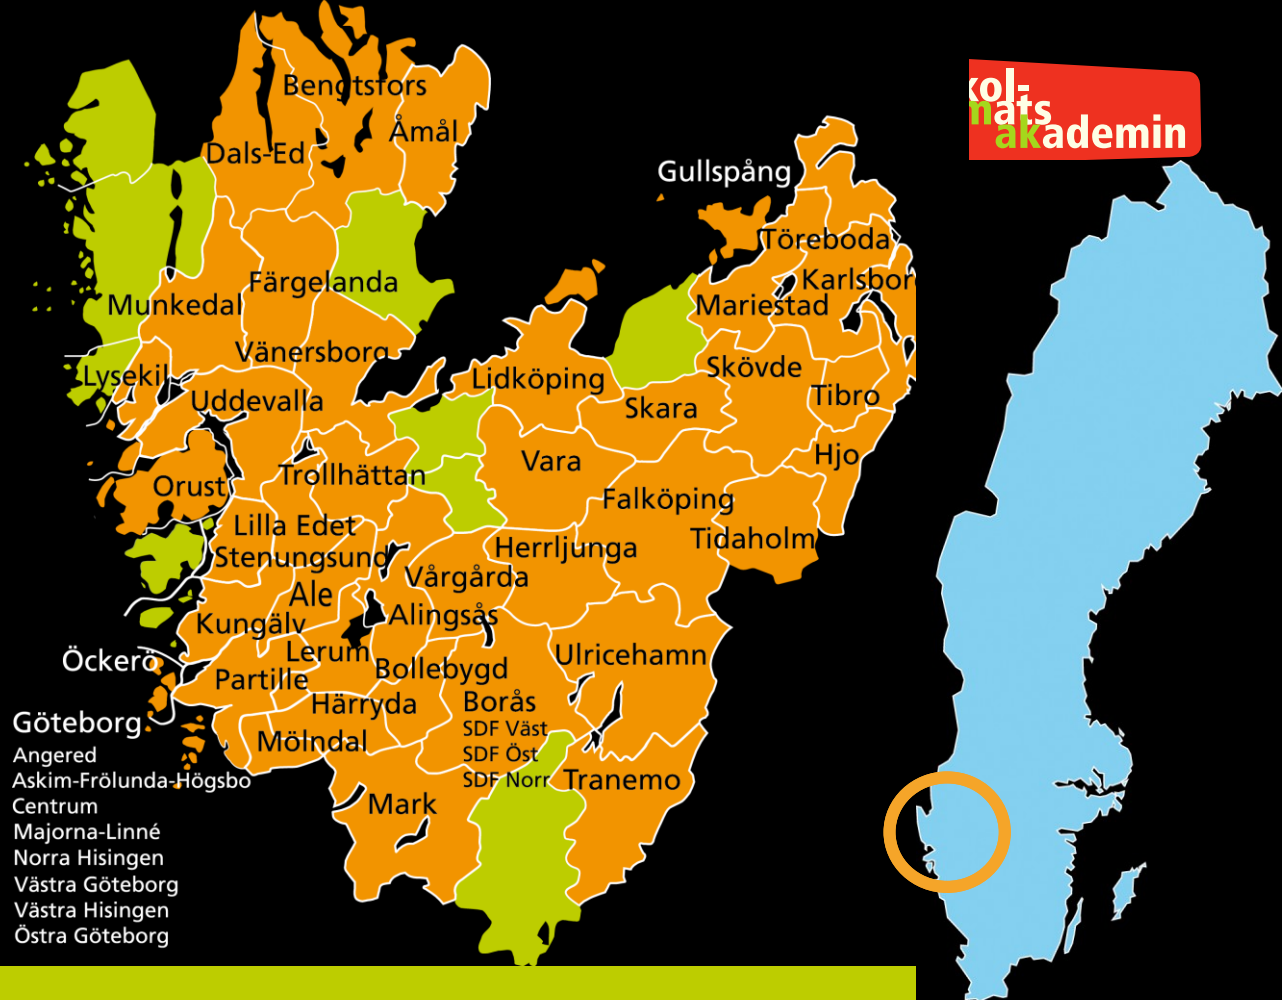 Bengtsfors
Åmål
Dals-Ed
Gullspång
Töreboda
Karlsbor
Färgelanda
Munkedal
Mariestad
Vänersborg
Lysekil
Lidköping
Skövde
Uddevalla
Skara
Tibro
Vara
Hjo
Trollhättan
Orust
Falköping
Lilla Edet
Tidaholm
Stenungsund
Herrljunga
Vårgårda
Ale
Alingsås
Kungälv
Lerum
Öckerö
Bollebygd
Ulricehamn
Partille
Härryda
Borås
SDF Väst
SDF Öst
SDF Norr
Mölndal
Tranemo
Mark
Göteborg
Angered
Askim-Frölunda-Högsbo
Centrum
Majorna-Linné
Norra Hisingen
Västra Göteborg
Västra Hisingen
Östra Göteborg
kol-
mats
akademin